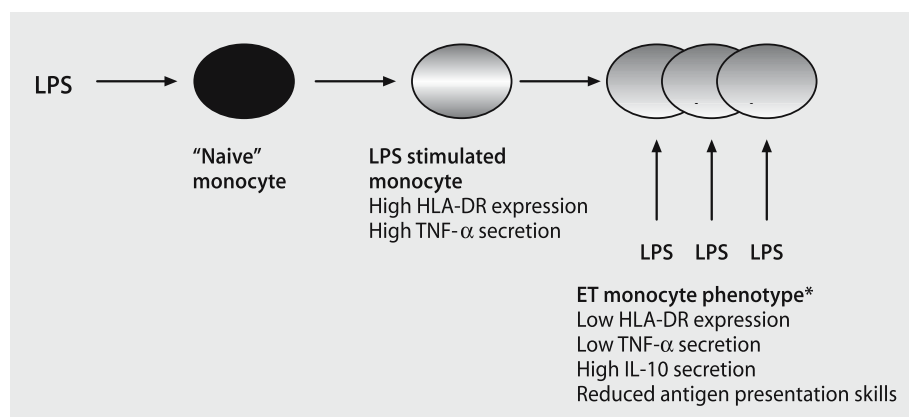 LPS
“Naive”
monocyte
LPS stimulated
monocyte
High HLA-DR expression
High TNF-α secretion
LPS LPS LPS
ET monocyte phenotype*
Low HLA-DR expression
Low TNF-α secretion
High IL-10 secretion
Reduced antigen presentation skills